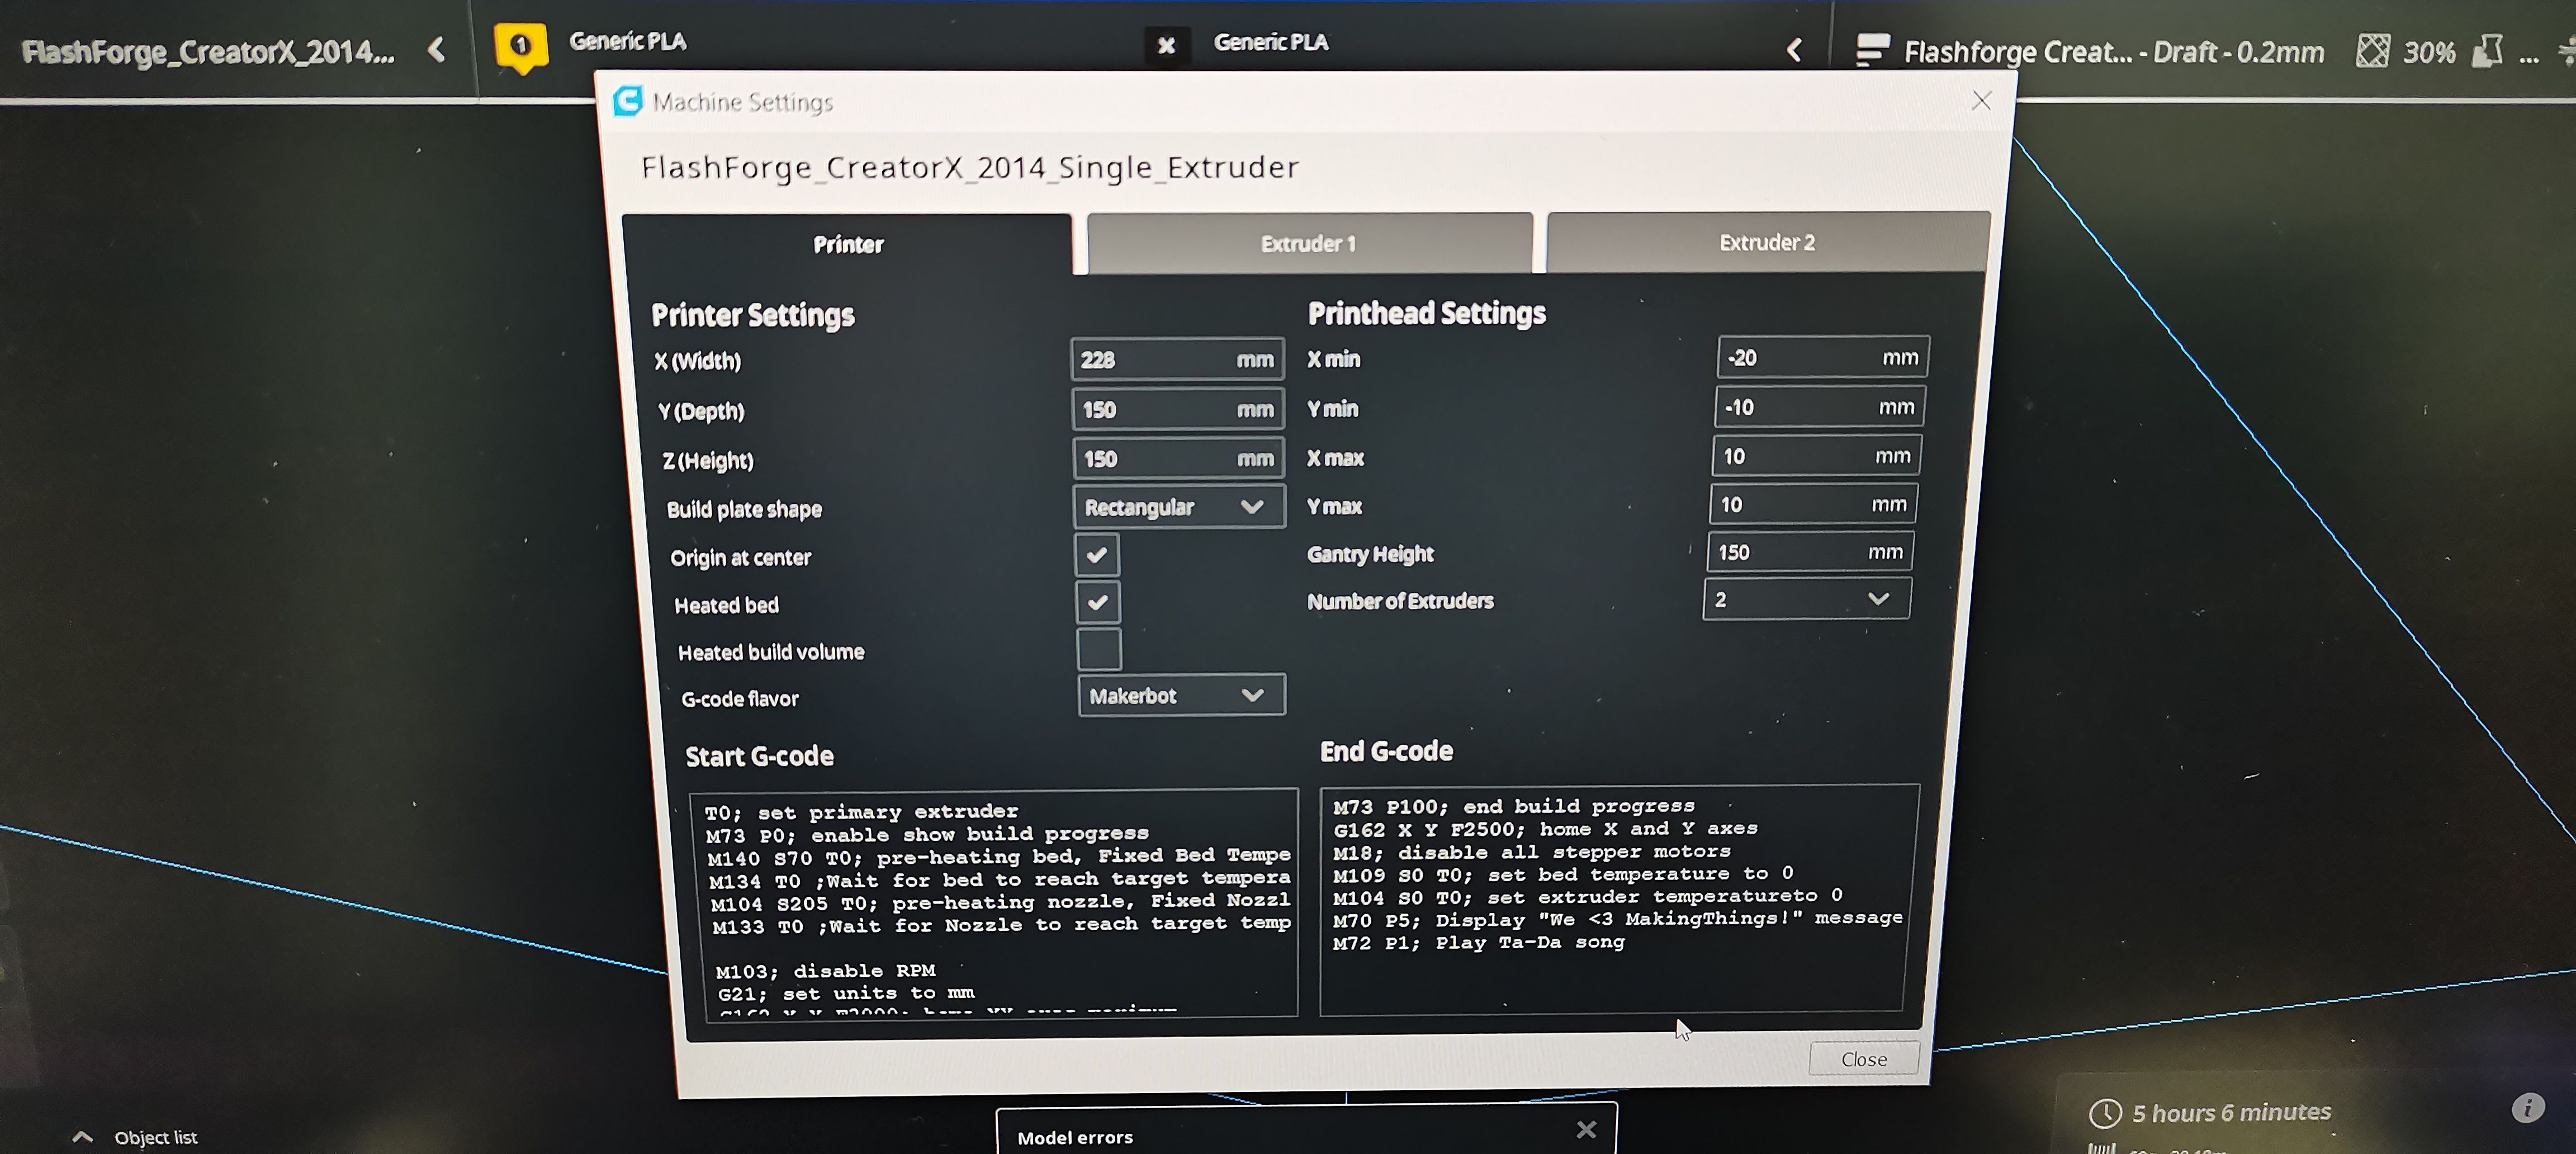 FlashForge_CreatorX_2014...
1
Generic PLA
Generic PLA
Flashforge Creat... - Draft - 0.2mm
30%
...
Machine Settings
FlashForge_CreatorX_2014_Single_Extruder
Printer
Extruder 1
Extruder 2
Printer Settings
X (Width)
228 mm
Y (Depth)
150 mm
Z (Height)
150 mm
Build plate shape
Rectangular
Origin at center
Heated bed
Heated build volume
G-code flavor
Makerbot
Printhead Settings
X min
-20 mm
Y min
-10 mm
X max
10 mm
Y max
10 mm
Gantry Height
150 mm
Number of Extruders
2
Start G-code
T0; set primary extruder
M73 P0; enable show build progress
M140 S70 T0; pre-heating bed, Fixed Bed Tempe
M134 T0 ;Wait for bed to reach target tempera
M104 S205 T0; pre-heating nozzle, Fixed Nozzl
M133 T0 ;Wait for Nozzle to reach target temp
M103; disable RPM
G21; set units to mm
End G-code
M73 P100; end build progress
G162 X Y F2500; home X and Y axes
M18; disable all stepper motors
M109 S0 T0; set bed temperature to 0
M104 S0 T0; set extruder temperatureto 0
M70 P5; Display "We <3 MakingThings!" message
M72 P1; Play Ta-Da song
Close
Object list
Model errors
5 hours 6 minutes